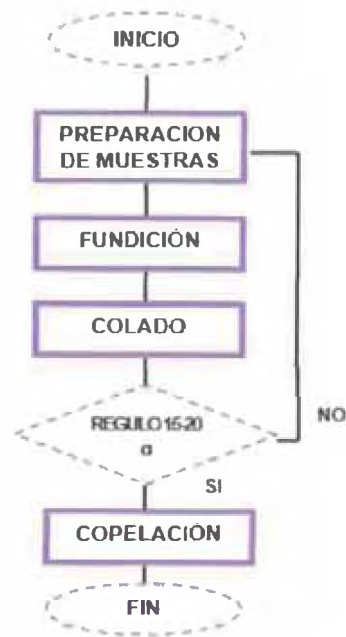 INICIO
PREPARACION
DE MUESTRAS
FUNDICIÓN
COLADO
REGULO 15-20
NO
SI
COPELACIÓN
FIN